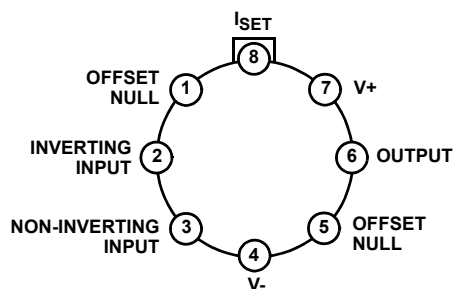 ISET
8
OFFSET
NULL
1
7
V+
INVERTING
INPUT
2
6
OUTPUT
NON-INVERTING
INPUT
3
5
OFFSET
NULL
4
V-